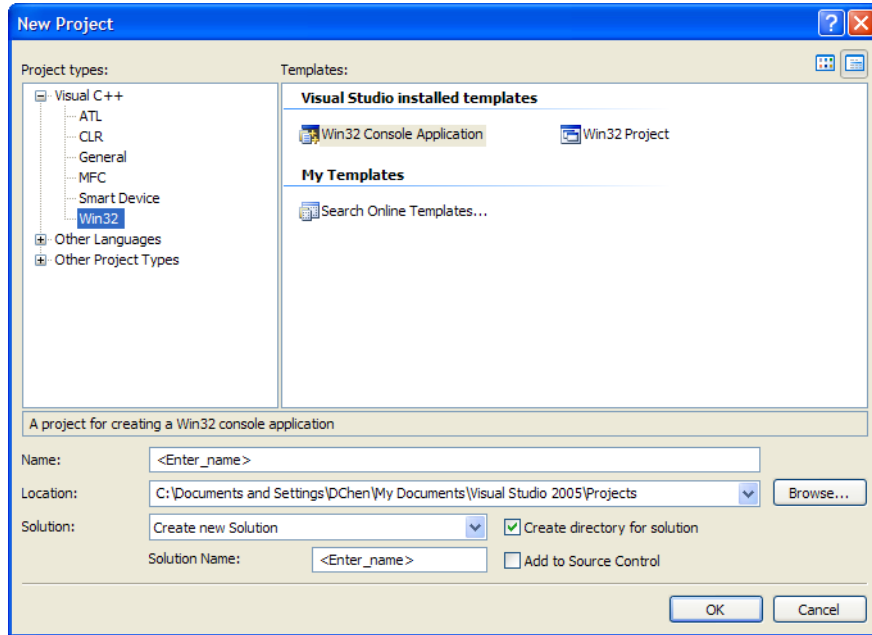 New Project
Project types:
Templates:
Visual C++
ATL
CLR
General
MFC
Smart Device
Win32
Other Languages
Other Project Types
Visual Studio installed templates
Win32 Console Application
Win32 Project
My Templates
Search Online Templates...
A project for creating a Win32 console application
Name:
<Enter_name>
Location:
C:\Documents and Settings\DChen\My Documents\Visual Studio 2005\Projects
Browse...
Solution:
Create new Solution
Create directory for solution
Solution Name:
<Enter_name>
Add to Source Control
OK
Cancel